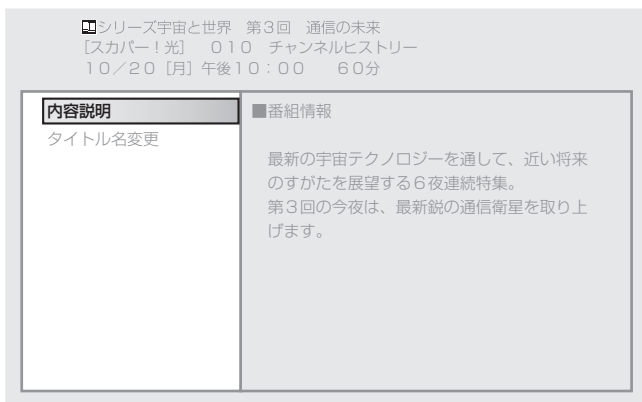 シリーズ宇宙と世界 第3回 通信の未来
[スカパー!光] 010 チャンネルヒストリー
10/20[月]午後10:00 60分
内容説明
タイトル名変更
■番組情報
最新の宇宙テクノロジーを通して、近い将来
のすがたを展望する6夜連続特集。
第3回の今夜は、最新鋭の通信衛星を取り上
げます。